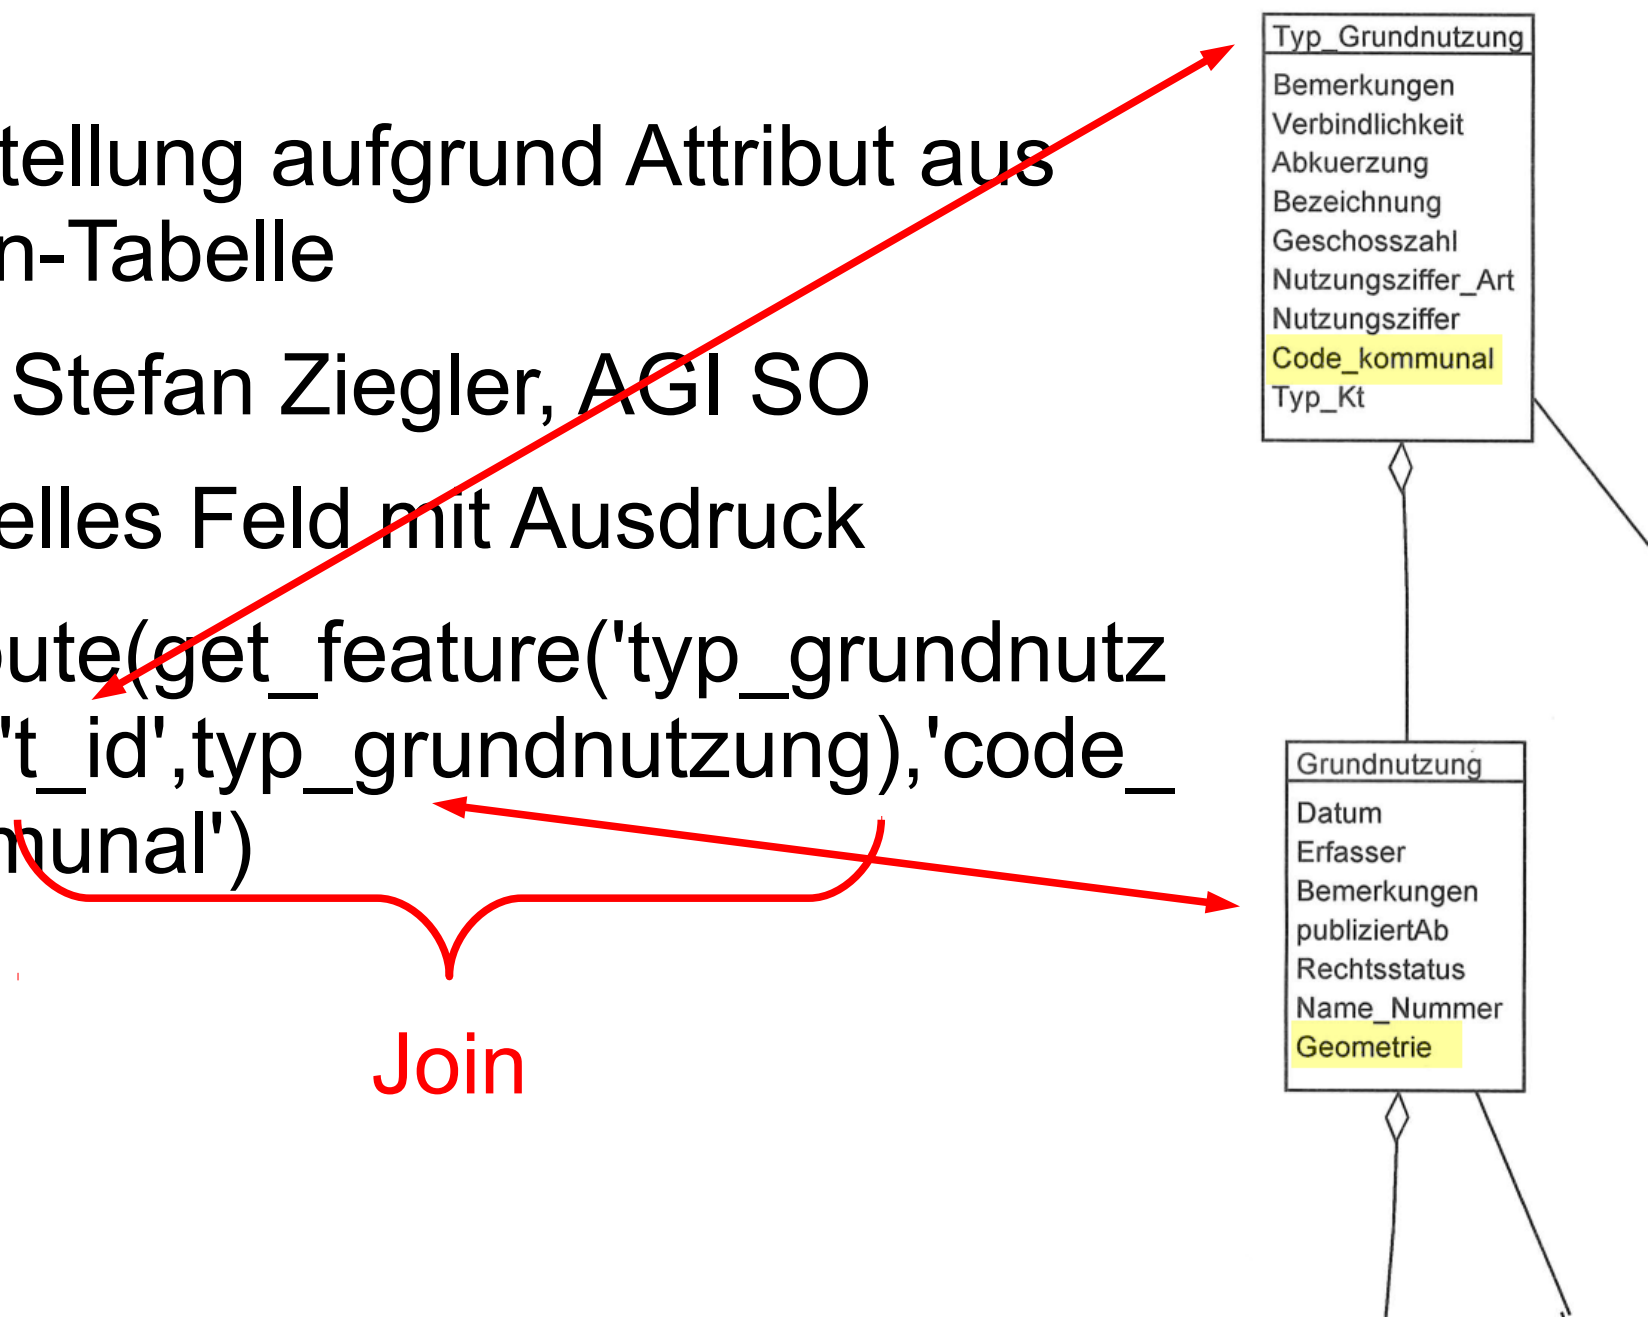 tellung aufgrund Attribut aus
n-Tabelle
Stefan Ziegler, AGI SO
elles Feld mit Ausdruck
oute(get_feature('typ_grundnutz
't_id',typ_grundnutzung),'code_
munal')
Join
Typ_Grundnutzung
Bemerkungen
Verbindlichkeit
Abkuerzung
Bezeichnung
Geschosszahl
Nutzungsziffer_Art
Nutzungsziffer
Code_kommunal
Typ_Kt
Grundnutzung
Datum
Erfasser
Bemerkungen
publiziertAb
Rechtsstatus
Name_Nummer
Geometrie